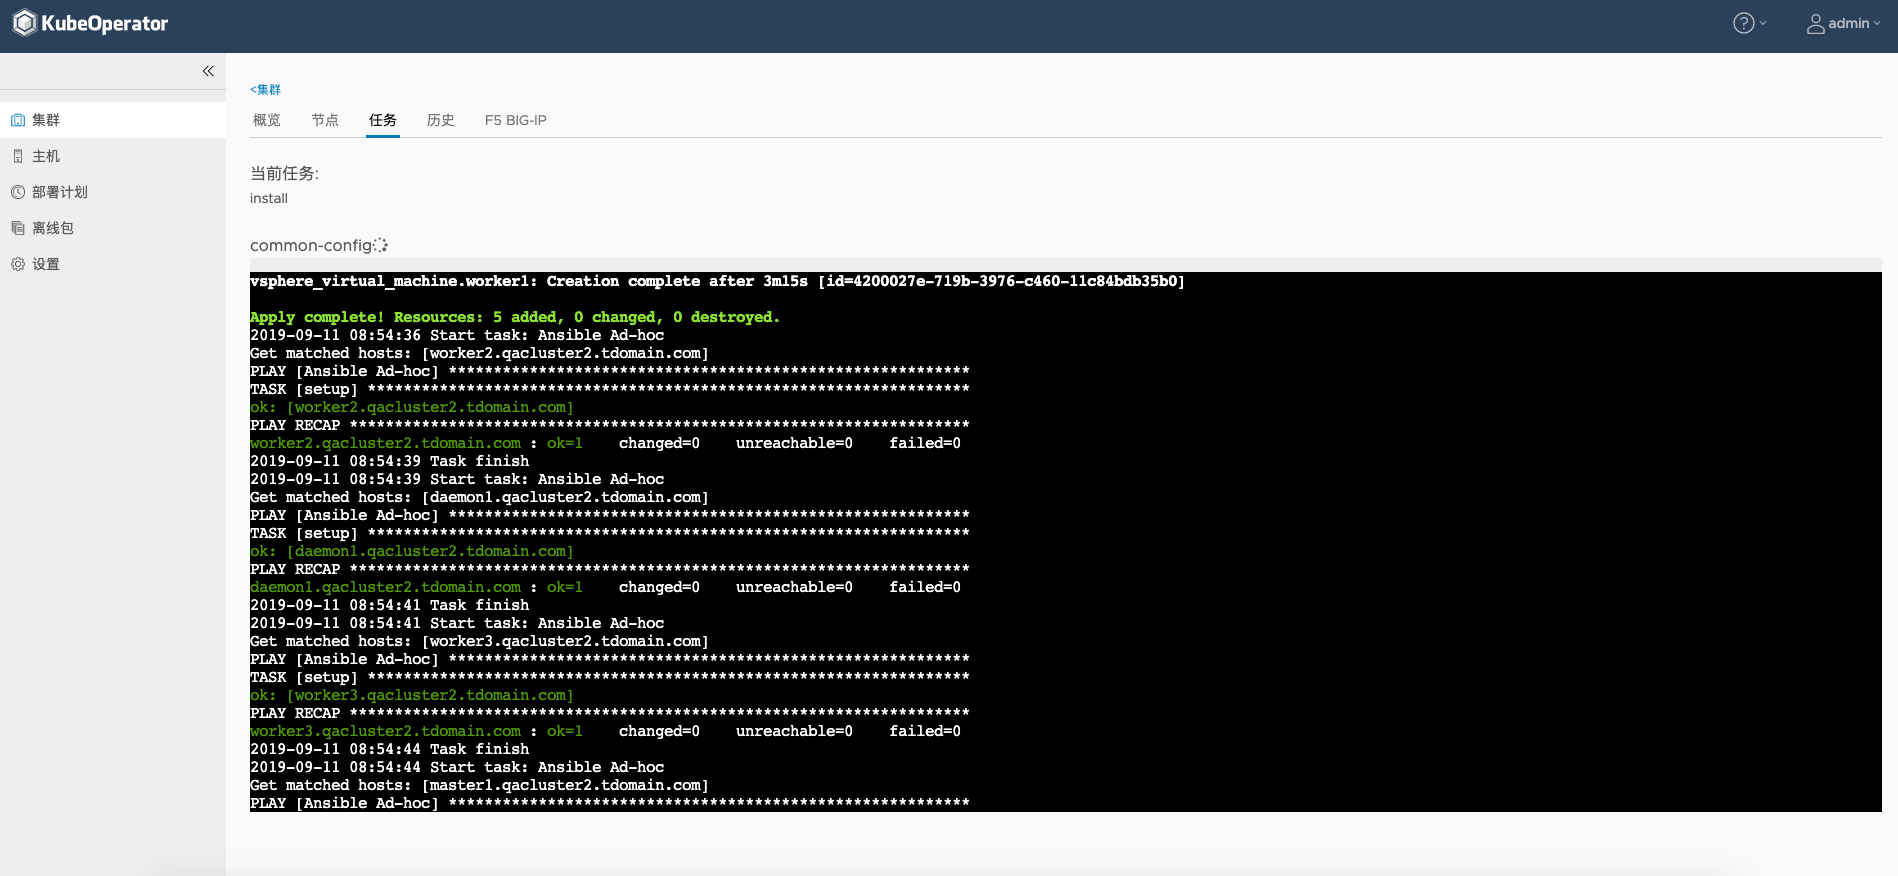 KubeOperator
admin
集群
主机
部署计划
离线包
设置
<集群
概览 节点 任务 历史 F5 BIG-IP
当前任务:
install
common-config
vsphere_virtual_machine.worker1: Creation complete after 3m15s [id=4200027e-719b-3976-c460-11c84bdb35b0]
Apply complete! Resources: 5 added, 0 changed, 0 destroyed.
2019-09-11 08:54:36 Start task: Ansible Ad-hoc
Get matched hosts: [worker2.qacluster2.tdomain.com]
PLAY [Ansible Ad-hoc] **********************************************************
TASK [setup] *******************************************************************
ok: [worker2.qacluster2.tdomain.com]
PLAY RECAP *********************************************************************
worker2.qacluster2.tdomain.com : ok=1    changed=0    unreachable=0    failed=0
2019-09-11 08:54:39 Task finish
2019-09-11 08:54:39 Start task: Ansible Ad-hoc
Get matched hosts: [daemon1.qacluster2.tdomain.com]
PLAY [Ansible Ad-hoc] **********************************************************
TASK [setup] *******************************************************************
ok: [daemon1.qacluster2.tdomain.com]
PLAY RECAP *********************************************************************
daemon1.qacluster2.tdomain.com : ok=1    changed=0    unreachable=0    failed=0
2019-09-11 08:54:41 Task finish
2019-09-11 08:54:41 Start task: Ansible Ad-hoc
Get matched hosts: [worker3.qacluster2.tdomain.com]
PLAY [Ansible Ad-hoc] **********************************************************
TASK [setup] *******************************************************************
ok: [worker3.qacluster2.tdomain.com]
PLAY RECAP *********************************************************************
worker3.qacluster2.tdomain.com : ok=1    changed=0    unreachable=0    failed=0
2019-09-11 08:54:44 Task finish
2019-09-11 08:54:44 Start task: Ansible Ad-hoc
Get matched hosts: [master1.qacluster2.tdomain.com]
PLAY [Ansible Ad-hoc] **********************************************************